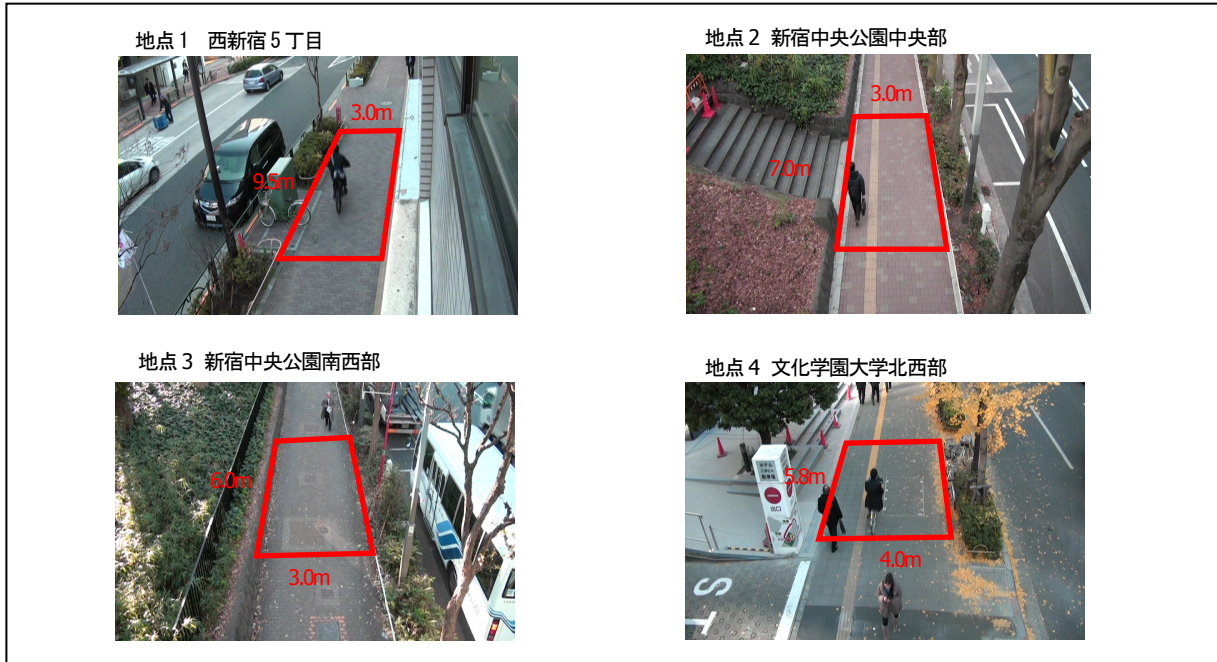 地点1 西新宿5丁目
3.0m
9.5m
地点2 新宿中央公園中央部
3.0m
7.0m
地点3 新宿中央公園南西部
6.0m
3.0m
地点4 文化学園大学北西部
5.8m
4.0m
出口